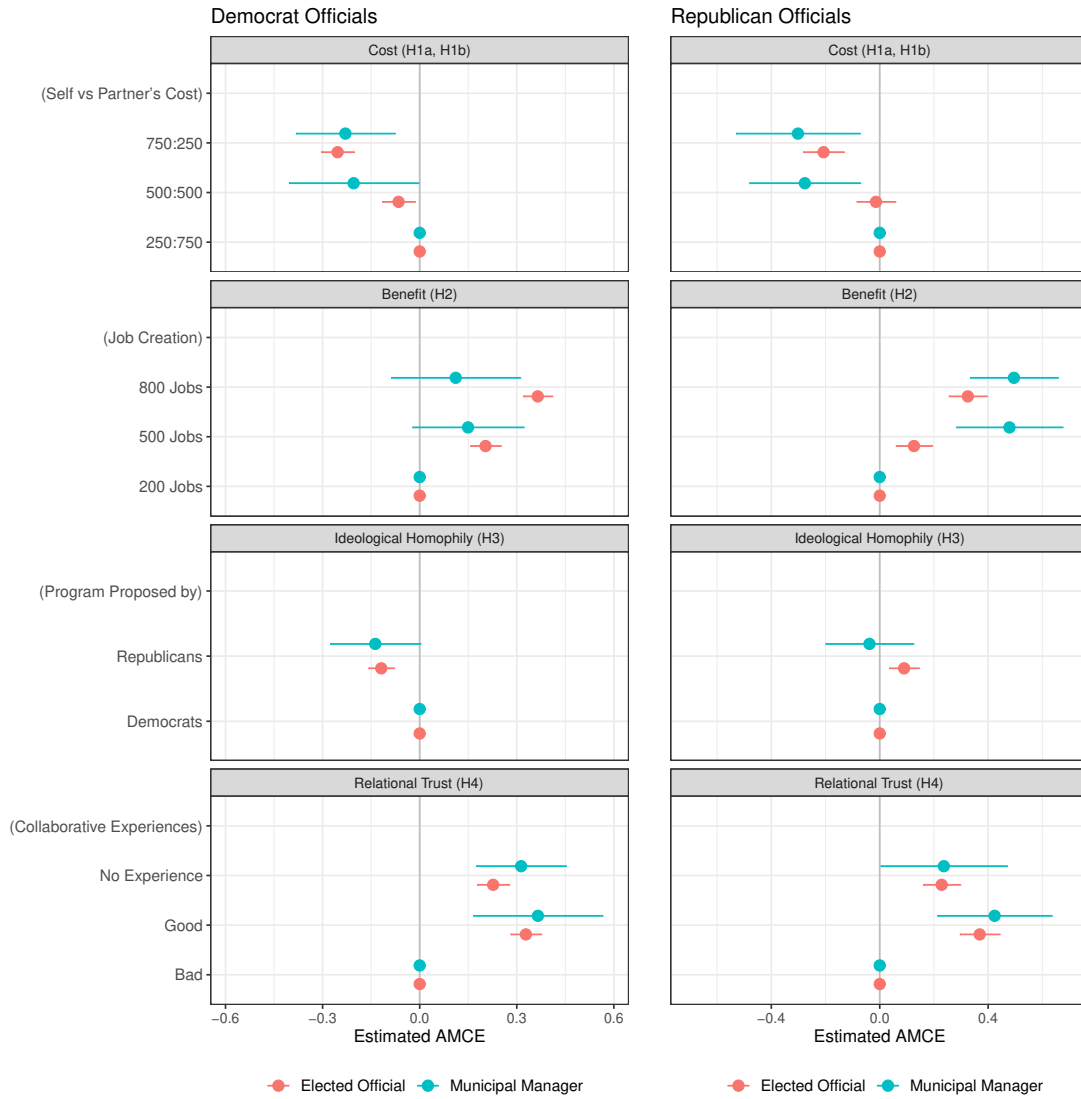 Democrat Officials
Republican Officials
Cost (H1a, H1b)
Cost (H1a, H1b)
(Self vs Partner's Cost)
750:250
500:500
250:750
Benefit (H2)
Benefit (H2)
(Job Creation)
800 Jobs
500 Jobs
200 Jobs
Ideological Homophily (H3)
Ideological Homophily (H3)
(Program Proposed by)
Republicans
Democrats
Relational Trust (H4)
Relational Trust (H4)
(Collaborative Experiences)
No Experience
Good
Bad
−0.6 −0.3 0.0 0.3 0.6
−0.4 0.0 0.4
Estimated AMCE
Estimated AMCE
Elected Official Municipal Manager
Elected Official Municipal Manager